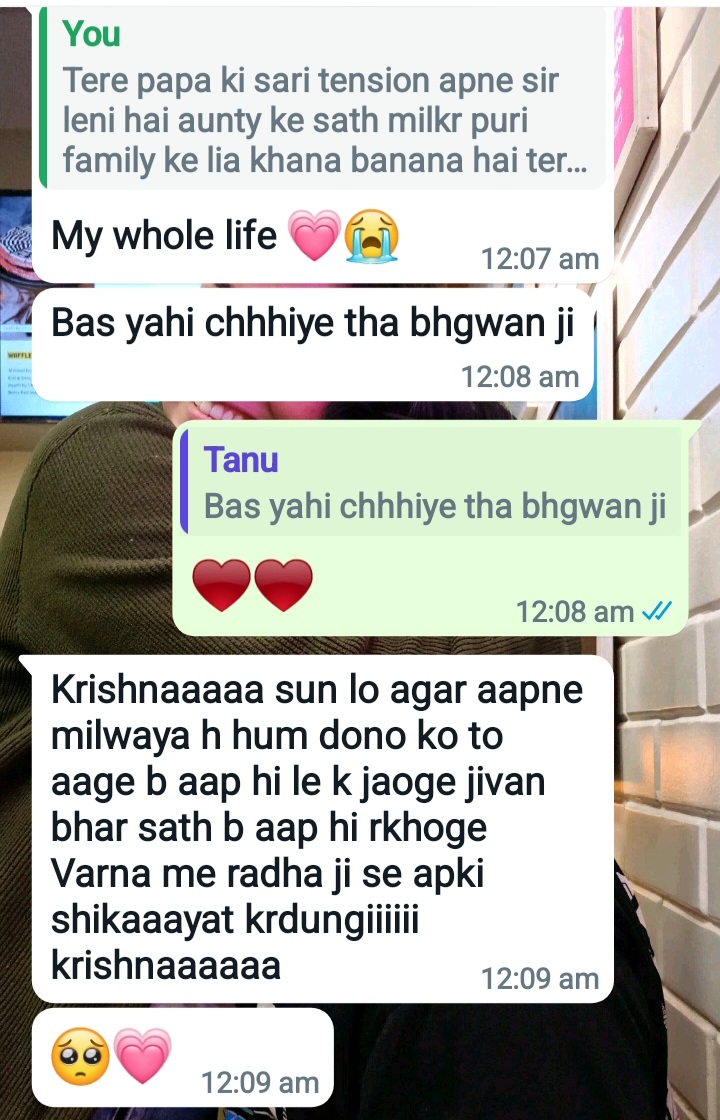 You
Tere papa ki sari tension apne sir
leni hai aunty ke sath milkr puri
family ke lia khana banana hai ter...
My whole life 💗😭
12:07 am
Bas yahi chhhiye tha bhgwan ji
12:08 am
Tanu
Bas yahi chhhiye tha bhgwan ji
♥️♥️
12:08 am
Krishnaaaaa sun lo agar aapne
milwaya h hum dono ko to
aage b aap hi le k jaoge jivan
bhar sath b aap hi rkhoge
Varna me radha ji se apki
shikaaayat krdungiiiiii
krishnaaaaaa
12:09 am
🥺💗
12:09 am